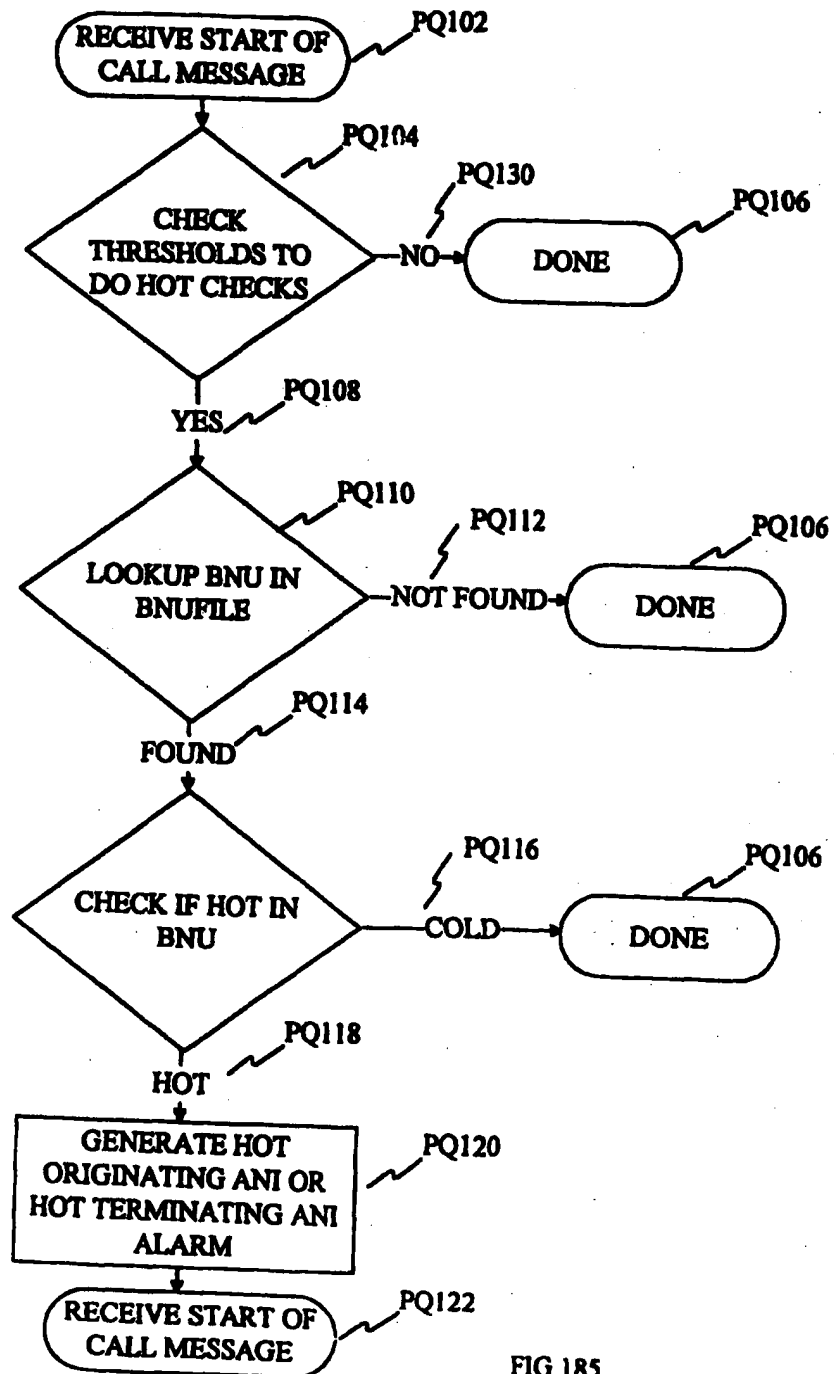 RECEIVE START OF
CALL MESSAGE
PQ102
PQ104
CHECK
THRESHOLDS TO
DO HOT CHECKS
PQ130
NO
PQ106
DONE
PQ108
YES
PQ110
LOOKUP BNU IN
BNUFILE
PQ112
NOT FOUND
PQ106
DONE
PQ114
FOUND
CHECK IF HOT IN
BNU
PQ116
COLD
PQ106
DONE
PQ118
HOT
GENERATE HOT
ORIGINATING ANI OR
HOT TERMINATING ANI
ALARM
PQ120
RECEIVE START OF
CALL MESSAGE
PQ122
FIG 185